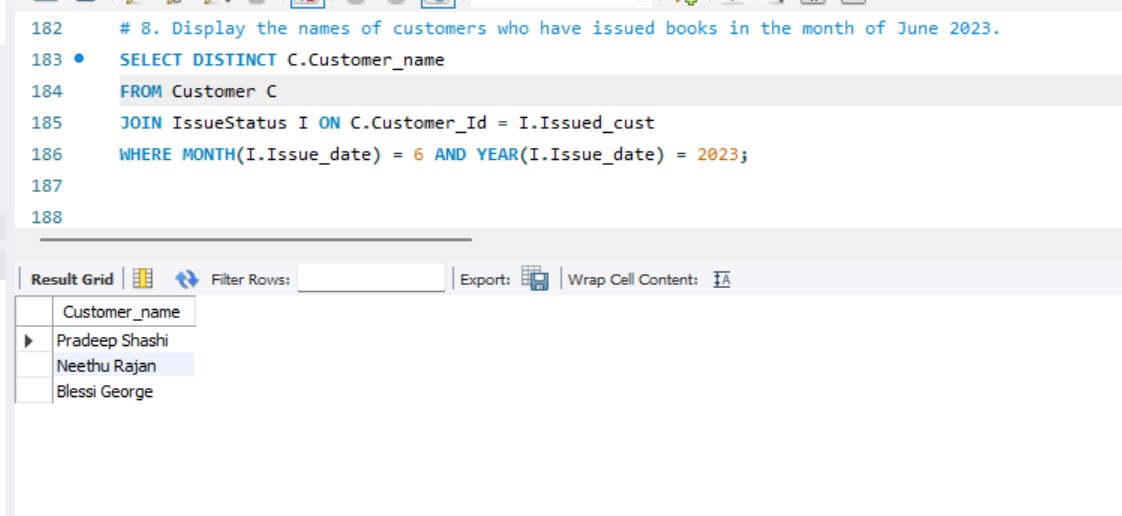 182 # 8. Display the names of customers who have issued books in the month of June 2023.
183 SELECT DISTINCT C.Customer_name
184 FROM Customer C
185 JOIN IssueStatus I ON C.Customer_Id = I.Issued_cust
186 WHERE MONTH(I.Issue_date) = 6 AND YEAR(I.Issue_date) = 2023;
187
188
Result Grid Filter Rows: Export: Wrap Cell Content: IA
Customer_name
Pradeep Shashi
Neethu Rajan
Blessi George